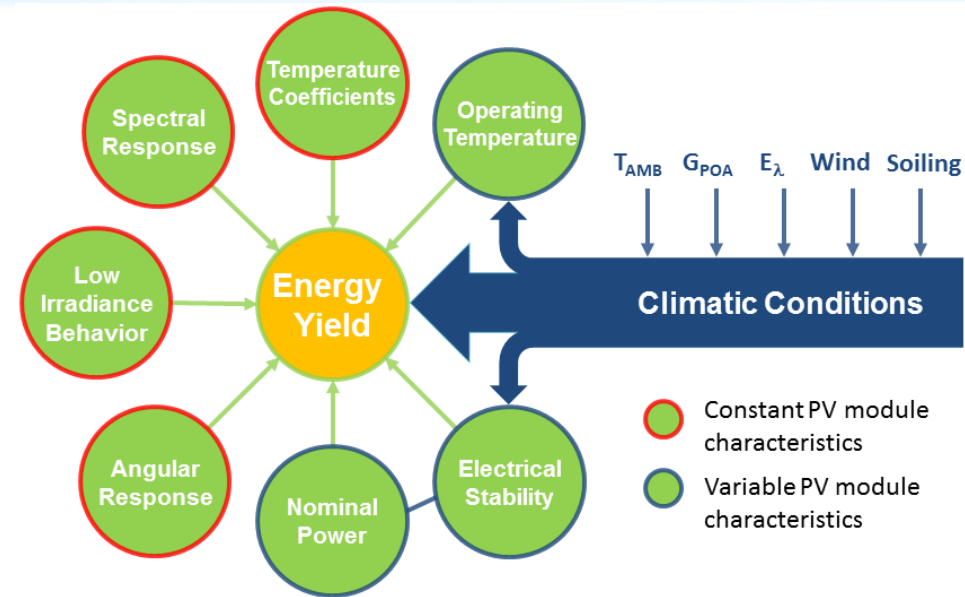 Temperature
Coefficients
Spectral
Response
Operating
Temperature
T_AMB G_POA E_λ Wind Soiling
Low
Irradiance
Behavior
Energy
Yield
Climatic Conditions
Angular
Response
Nominal
Power
Electrical
Stability
Constant PV module
characteristics
Variable PV module
characteristics